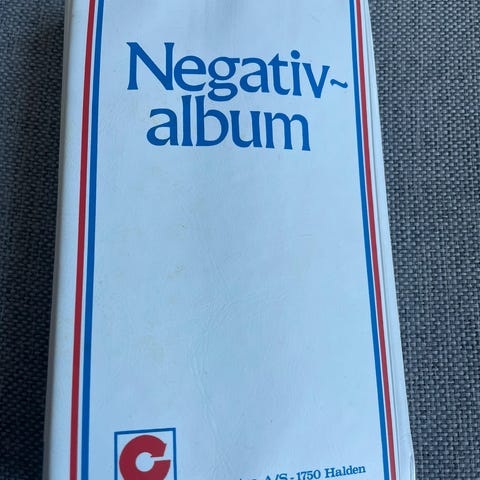 Negativ~
album
C
A/S - 1750 Halden